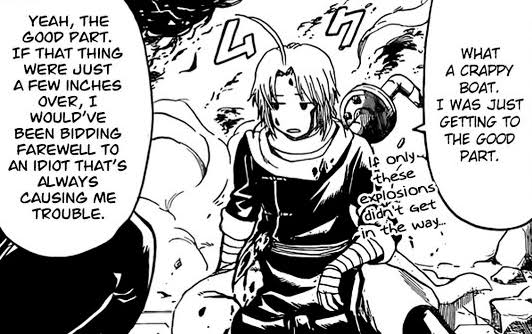 WHAT
A CRAPPY
BOAT.
I WAS JUST
GETTING TO
THE GOOD
PART.
If only
these
explosions
didn't get
in the way...
ムク
YEAH, THE
GOOD PART.
IF THAT THING
WERE JUST
A FEW INCHES
OVER, I
WOULD'VE
BEEN BIDDING
FAREWELL TO
AN IDIOT THAT'S
ALWAYS
CAUSING ME
TROUBLE.